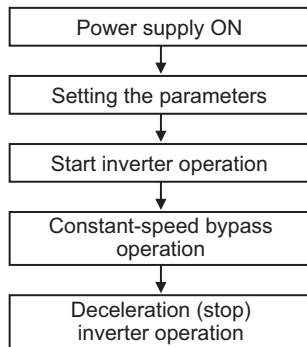 Power supply ON
Setting the parameters
Start inverter operation
Constant-speed bypass
operation
Deceleration (stop)
inverter operation